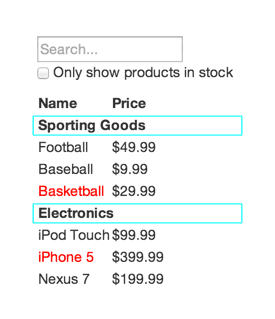 Search...
Only show products in stock
Name Price
Sporting Goods
Football $49.99
Baseball $9.99
Basketball $29.99
Electronics
iPod Touch $99.99
iPhone 5 $399.99
Nexus 7 $199.99